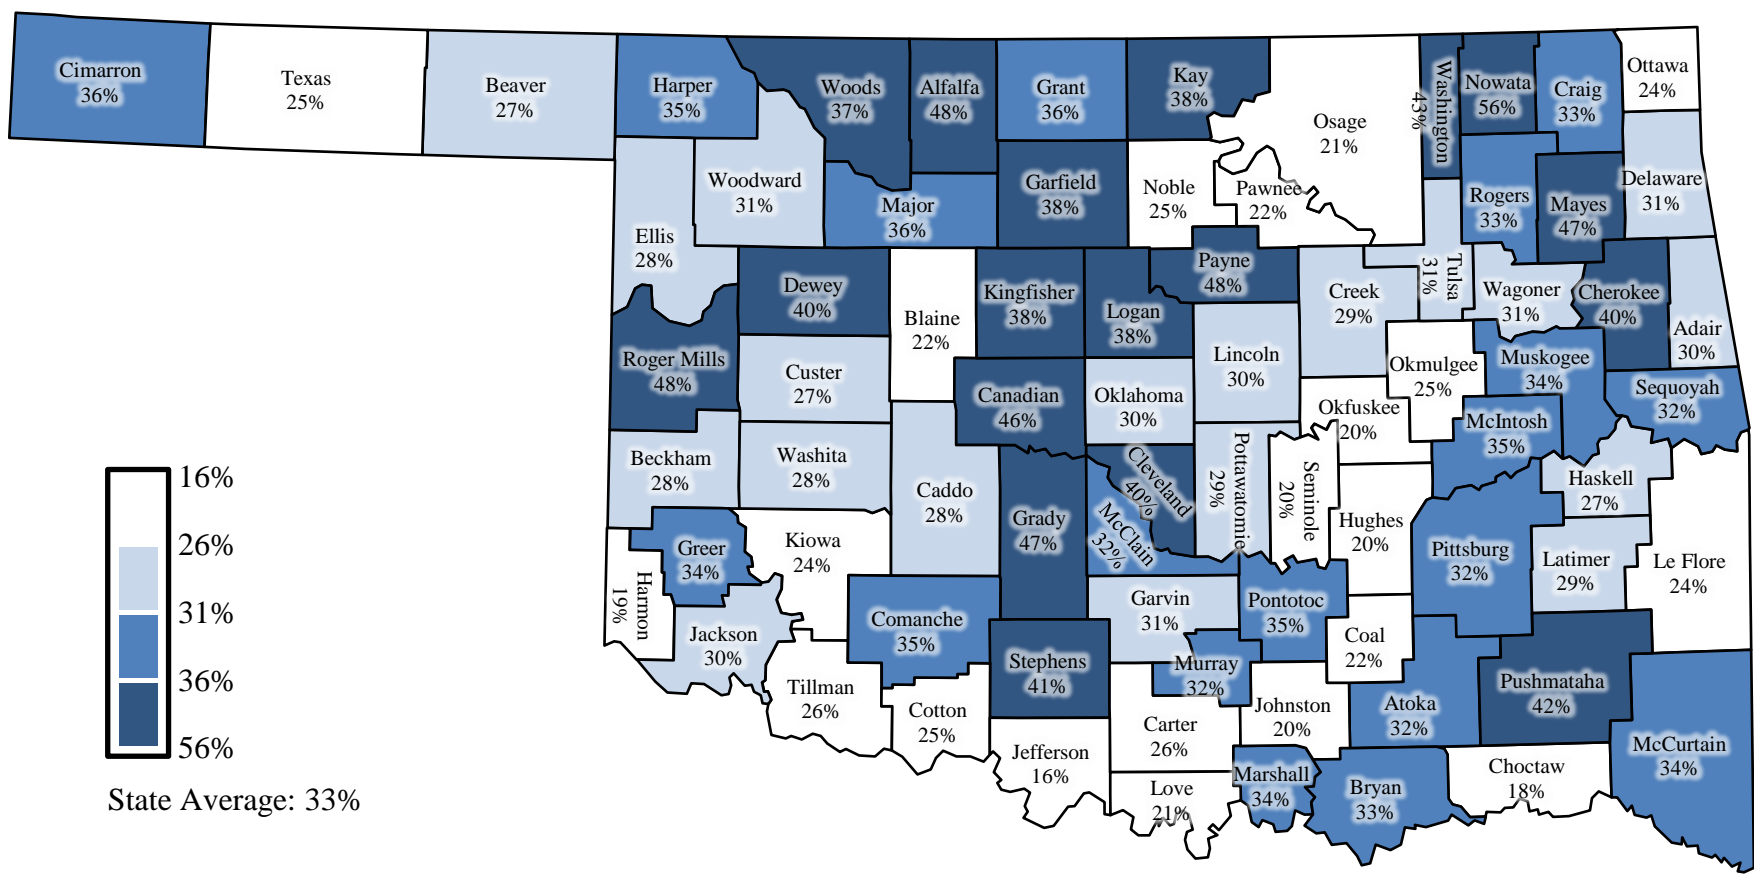 Cimarron
36%
Texas
25%
Beaver
27%
Harper
35%
Woods
37%
Alfalfa
48%
Grant
36%
Kay
38%
Osage
21%
Washington
43%
Nowata
56%
Craig
33%
Ottawa
24%
Woodward
31%
Major
36%
Garfield
38%
Noble
25%
Pawnee
22%
Rogers
33%
Mayes
47%
Delaware
31%
Ellis
28%
Dewey
40%
Blaine
22%
Kingfisher
38%
Logan
38%
Payne
48%
Creek
29%
Tulsa
31%
Wagoner
31%
Cherokee
40%
Adair
30%
Roger Mills
48%
Custer
27%
Canadian
46%
Oklahoma
30%
Lincoln
30%
Okmulgee
25%
Muskogee
34%
Sequoyah
32%
Okfuskee
20%
McIntosh
35%
Beckham
28%
Washita
28%
Caddo
28%
Grady
47%
Cleveland
40%
McClain
32%
Pottawatomie
29%
Seminole
20%
Hughes
20%
Haskell
27%
Pittsburg
32%
Latimer
29%
Le Flore
24%
Greer
34%
Kiowa
24%
Harmon
19%
Jackson
30%
Comanche
35%
Garvin
31%
Pontotoc
35%
Coal
22%
Stephens
41%
Murray
32%
Tillman
26%
Cotton
25%
Carter
26%
Johnston
20%
Atoka
32%
Pushmataha
42%
McCurtain
34%
Jefferson
16%
Love
21%
Marshall
34%
Bryan
33%
Choctaw
18%
16%
26%
31%
36%
56%
State Average: 33%